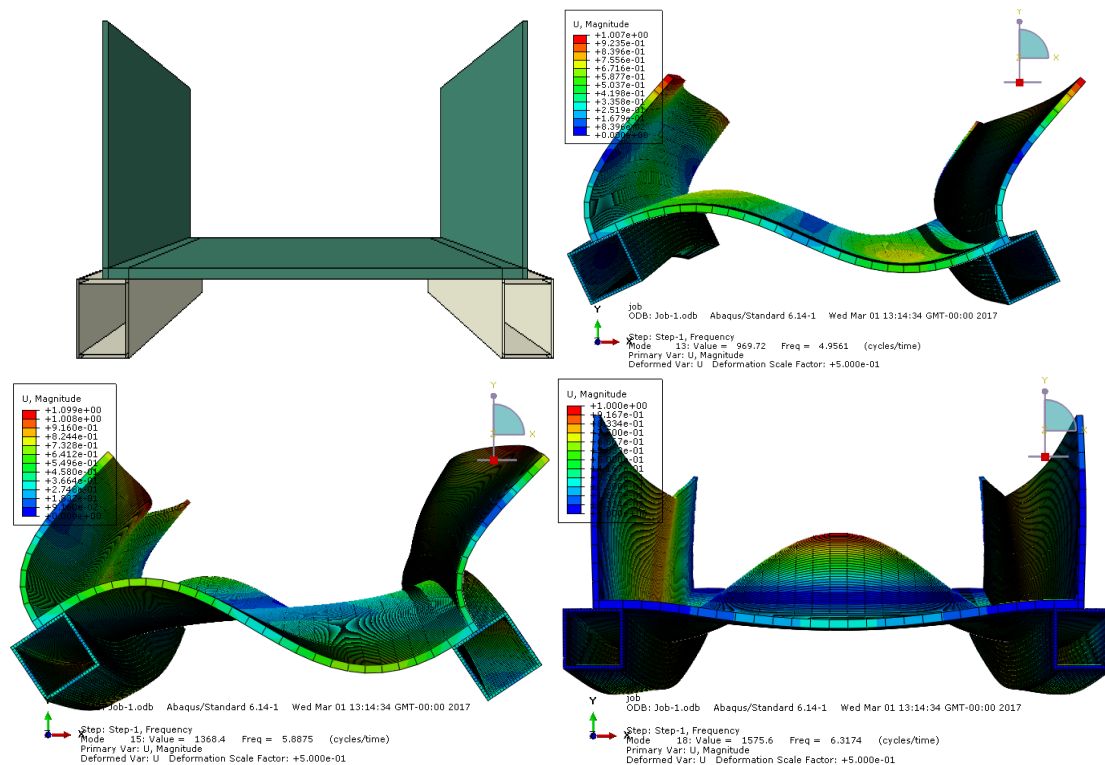 U, Magnitude
+1.007e+00
+9.235e-01
+8.396e-01
+7.556e-01
+6.716e-01
+5.877e-01
+5.037e-01
+4.198e-01
+3.358e-01
+2.519e-01
+1.679e-01
+8.396e-02
+0.000e+00
Y
Z X
job
ODB: Job-1.odb Abaqus/Standard 6.14-1 Wed Mar 01 13:14:34 GMT-00:00 2017
Y
X
Step: Step-1, Frequency
Mode 13: Value = 969.72 Freq = 4.9561 (cycles/time)
Primary Var: U, Magnitude
Deformed Var: U Deformation Scale Factor: +5.000e-01
U, Magnitude
+1.099e+00
+1.008e+00
+9.160e-01
+8.244e-01
+7.328e-01
+6.412e-01
+5.496e-01
+4.580e-01
+3.664e-01
+0.000e+00
Y
X
Job-1.odb Abaqus/Standard 6.14-1 Wed Mar 01 13:14:34 GMT-00:00 2017
Y
X
Step: Step-1, Frequency
Mode 15: Value = 1368.4 Freq = 5.8875 (cycles/time)
Primary Var: U, Magnitude
Deformed Var: U Deformation Scale Factor: +5.000e-01
U, Magnitude
+1.000e+00
Y
X
job
ODB: Job-1.odb Abaqus/Standard 6.14-1 Wed Mar 01 13:14:34 GMT-00:00 2017
Y
X
Step: Step-1, Frequency
Mode 18: Value = 1575.6 Freq = 6.3174 (cycles/time)
Primary Var: U, Magnitude
Deformed Var: U Deformation Scale Factor: +5.000e-01